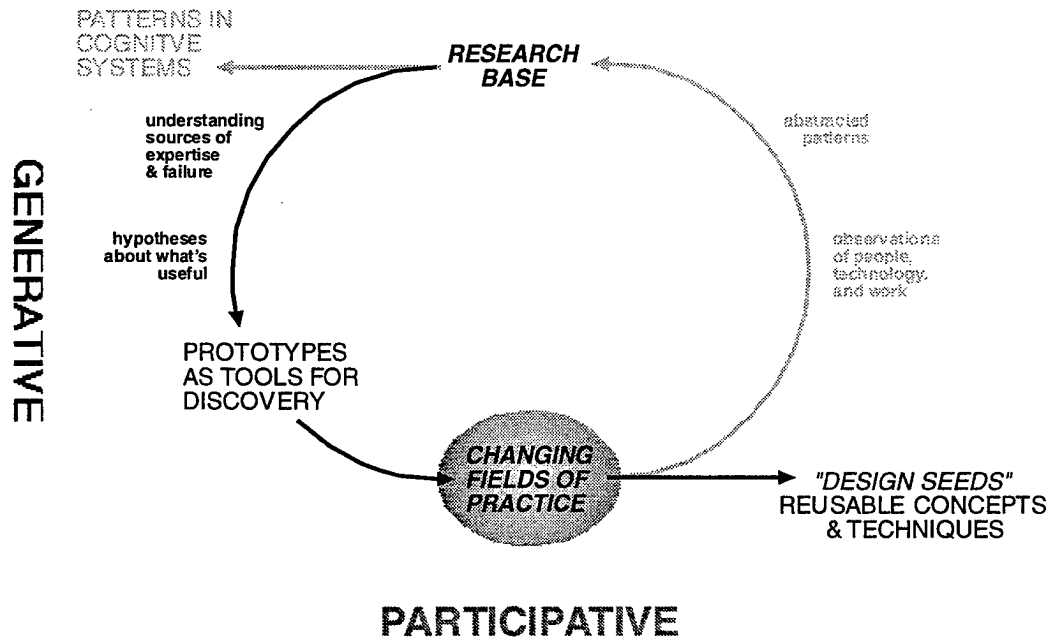 PATTERNS IN
COGNITVE
SYSTEMS
RESEARCH
BASE
understanding
sources of
expertise
& failure
abstracted
patterns
GENERATIVE
hypotheses
about what's
useful
observations
of people,
technology,
and work
PROTOTYPES
AS TOOLS FOR
DISCOVERY
CHANGING
FIELDS OF
PRACTICE
"DESIGN SEEDS"
REUSABLE CONCEPTS
& TECHNIQUES
PARTICIPATIVE